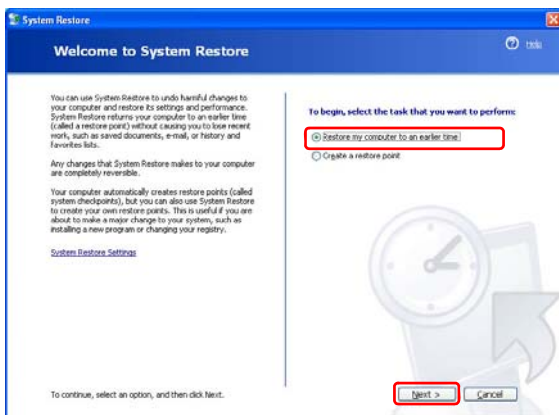 System Restore
Welcome to System Restore
Help
You can use System Restore to undo harmful changes to
your computer and restore its settings and performance.
System Restore returns your computer to an earlier time
(called a restore point) without causing you to lose recent
work, such as saved documents, e-mail, or history and
favorites lists.
Any changes that System Restore makes to your computer
are completely reversible.
Your computer automatically creates restore points (called
system checkpoints), but you can also use System Restore
to create your own restore points. This is useful if you are
about to make a major change to your system, such as
installing a new program or changing your registry.
System Restore Settings
To begin, select the task that you want to perform:
Restore my computer to an earlier time
Create a restore point
To continue, select an option, and then click Next.
Next >
Cancel